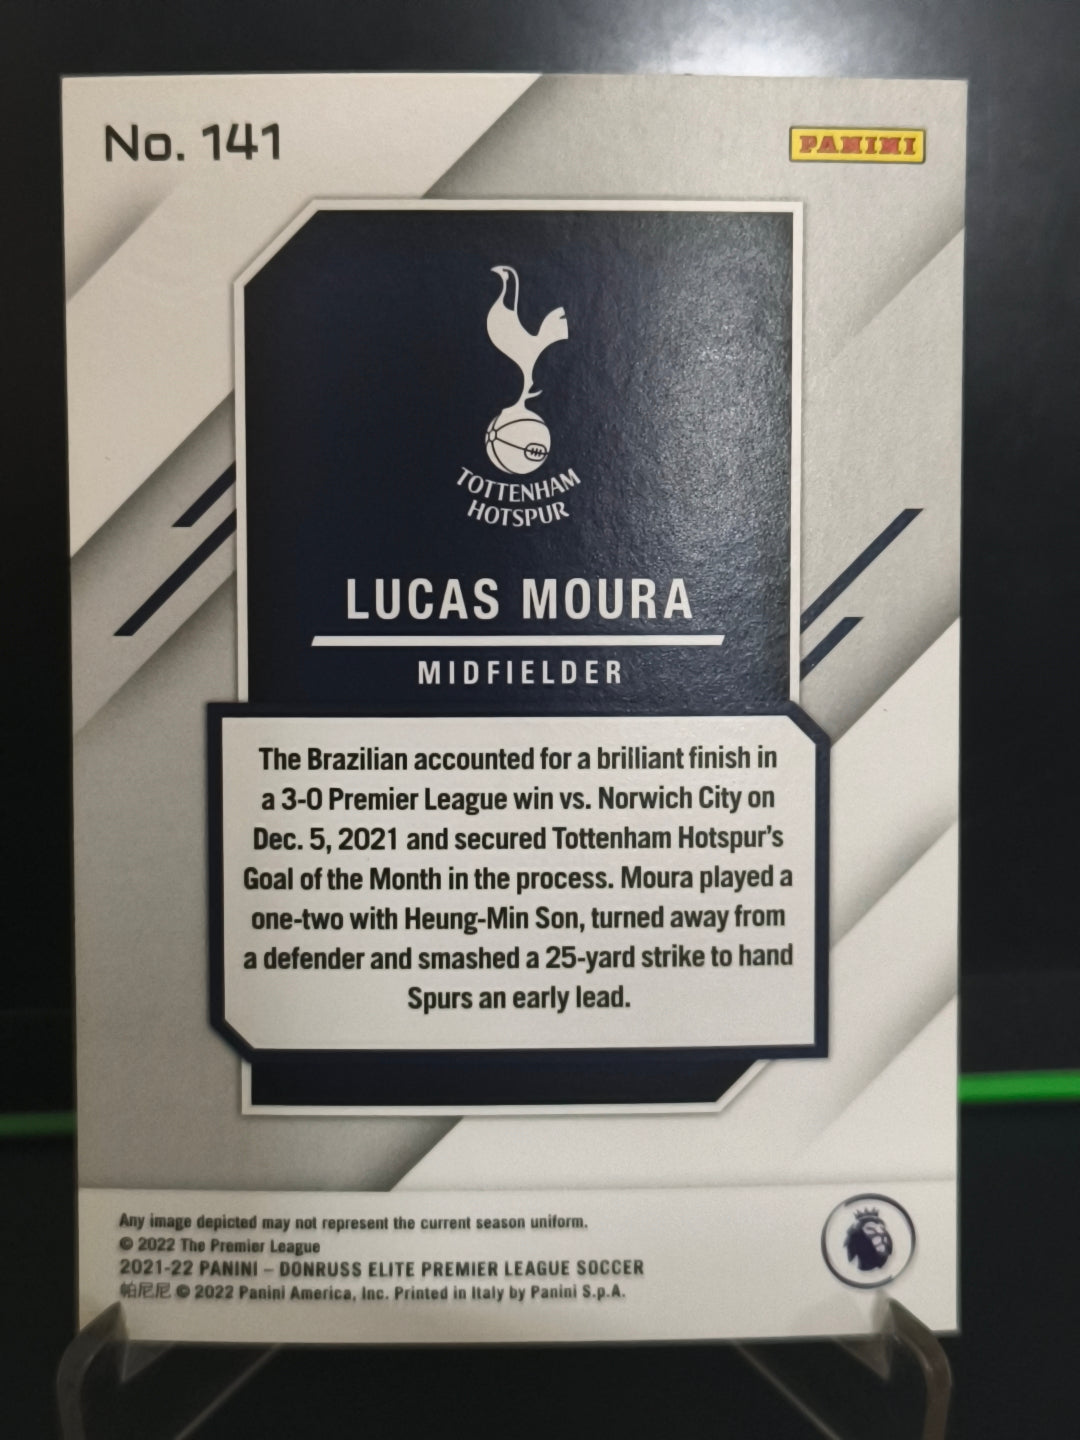 No. 141
PANINI
TOTTENHAM
HOTSPUR
LUCAS MOURA
MIDFIELDER
The Brazilian accounted for a brilliant finish in
a 3-0 Premier League win vs. Norwich City on
Dec. 5, 2021 and secured Tottenham Hotspur's
Goal of the Month in the process. Moura played a
one-two with Heung-Min Son, turned away from
a defender and smashed a 25-yard strike to hand
Spurs an early lead.
Any image depicted may not represent the current season uniform.
© 2022 The Premier League
2021-22 PANINI – DONRUSS ELITE PREMIER LEAGUE SOCCER
帕尼尼 © 2022 Panini America, Inc. Printed in Italy by Panini S.p.A.